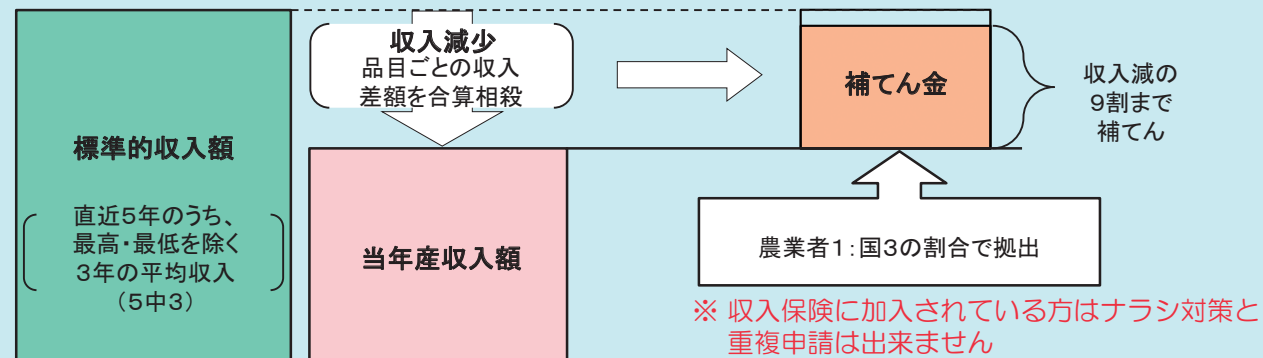 標準的収入額
直近5年のうち、
最高・最低を除く
3年の平均収入
（5中3）
収入減少
品目ごとの収入
差額を合算相殺
当年産収入額
補てん金
収入減の
9割まで
補てん
農業者1：国3の割合で拠出
※ 収入保険に加入されている方はナラシ対策と
重複申請は出来ません